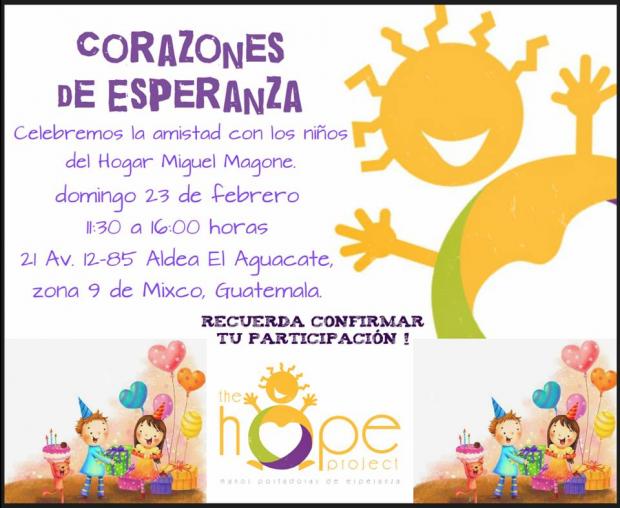 CORAZONES
DE ESPERANZA
Celebremos la amistad con los niños
del Hogar Miguel Magone.
domingo 23 de febrero
11:30 a 16:00 horas
21 Av. 12-85 Aldea El Aguacate,
zona 9 de Mixco, Guatemala.
RECUERDA CONFIRMAR
TU PARTICIPACIÓN !
the
hope
project
manos portadoras de esperanza